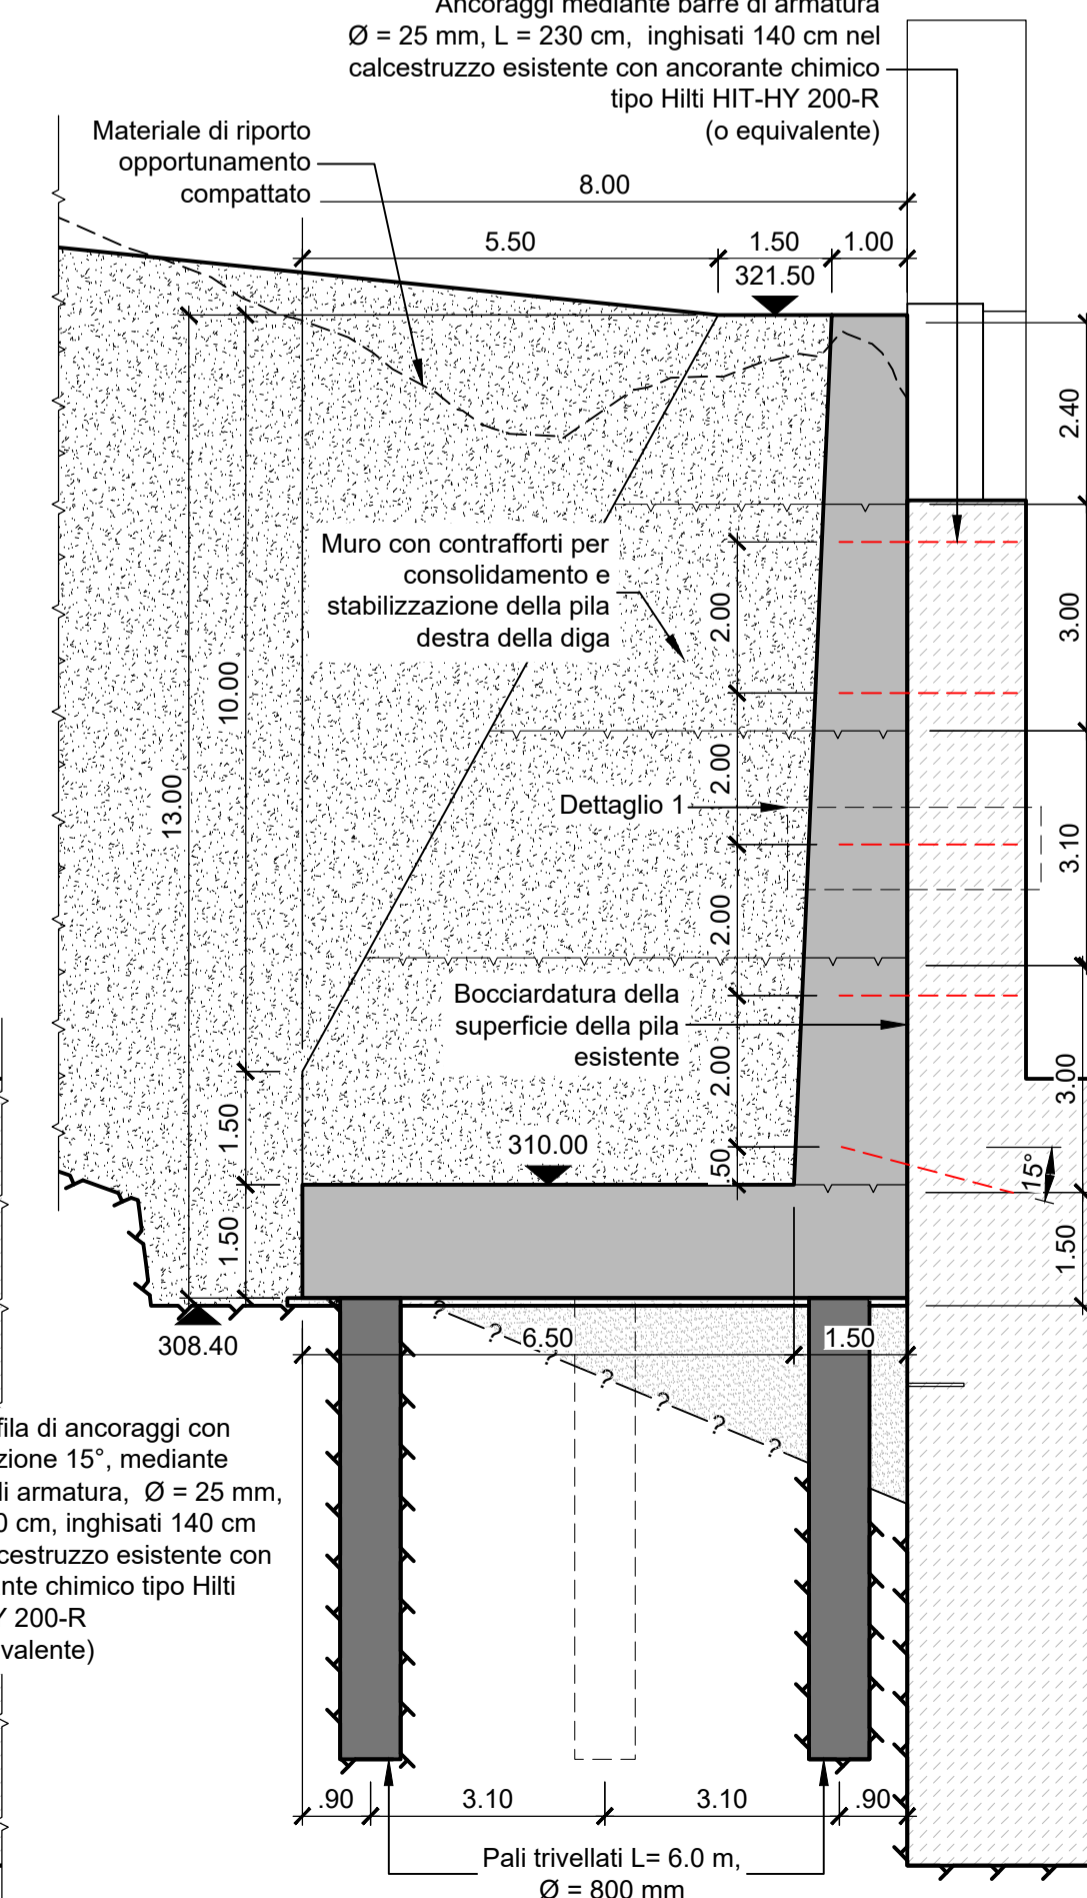 Ancoraggi mediante barre di armatura
Ø = 25 mm, L = 230 cm, inghisati 140 cm nel
calcestruzzo esistente con ancorante chimico
tipo Hilti HIT-HY 200-R
(o equivalente)
Materiale di riporto
opportunamento
compattato
8.00
5.50
1.50
1.00
321.50
2.40
Muro con contrafforti per
consolidamento e
stabilizzazione della pila
destra della diga
2.00
3.00
10.00
13.00
2.00
Dettaglio 1
3.10
2.00
Bocciardatura della
superficie della pila
esistente
2.00
3.00
1.50
310.00
.50
15°
1.50
1.50
308.40
6.50
1.50
? ? ? ? ? ? ?
fila di ancoraggi con
zione 15°, mediante
di armatura, Ø = 25 mm,
0 cm, inghisati 140 cm
lcestruzzo esistente con
nte chimico tipo Hilti
Y 200-R
ivalente)
.90
3.10
3.10
.90
Pali trivellati L= 6.0 m,
Ø = 800 mm